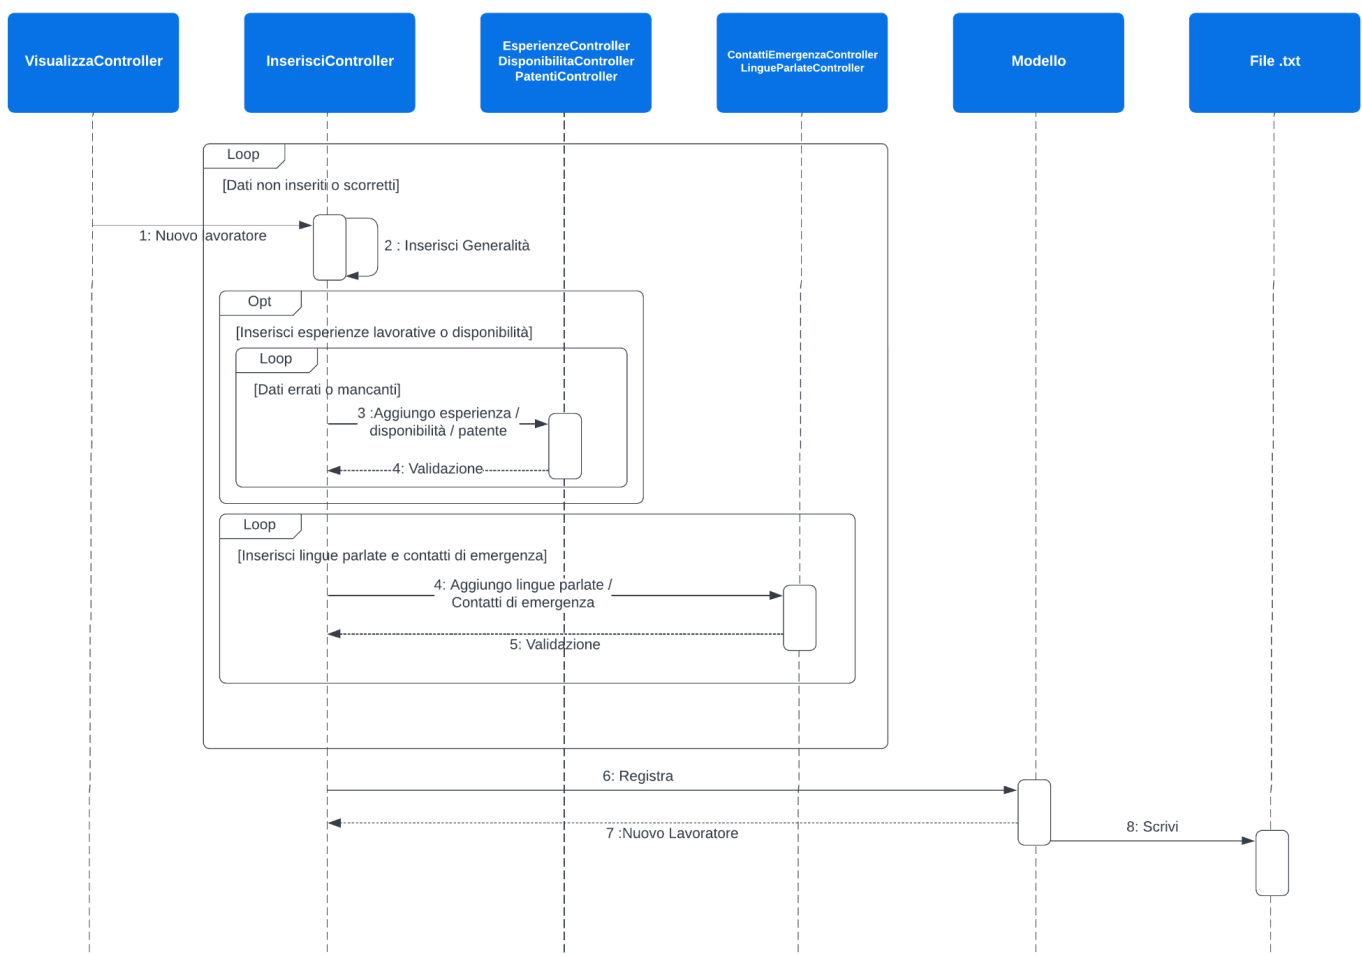 VisualizzaController
InserisciController
EsperienzeController
DisponibilitaController
PatentiController
ContattiEmergenzaController
LingueParlateController
Modello
File .txt
Loop
[Dati non inseriti o scorretti]
1: Nuovo lavoratore
2 : Inserisci Generalità
Opt
[Inserisci esperienze lavorative o disponibilità]
Loop
[Dati errati o mancanti]
3 :Aggiungo esperienza /
disponibilità / patente
4: Validazione
Loop
[Inserisci lingue parlate e contatti di emergenza]
4: Aggiungo lingue parlate /
Contatti di emergenza
5: Validazione
6: Registra
7 :Nuovo Lavoratore
8: Scrivi